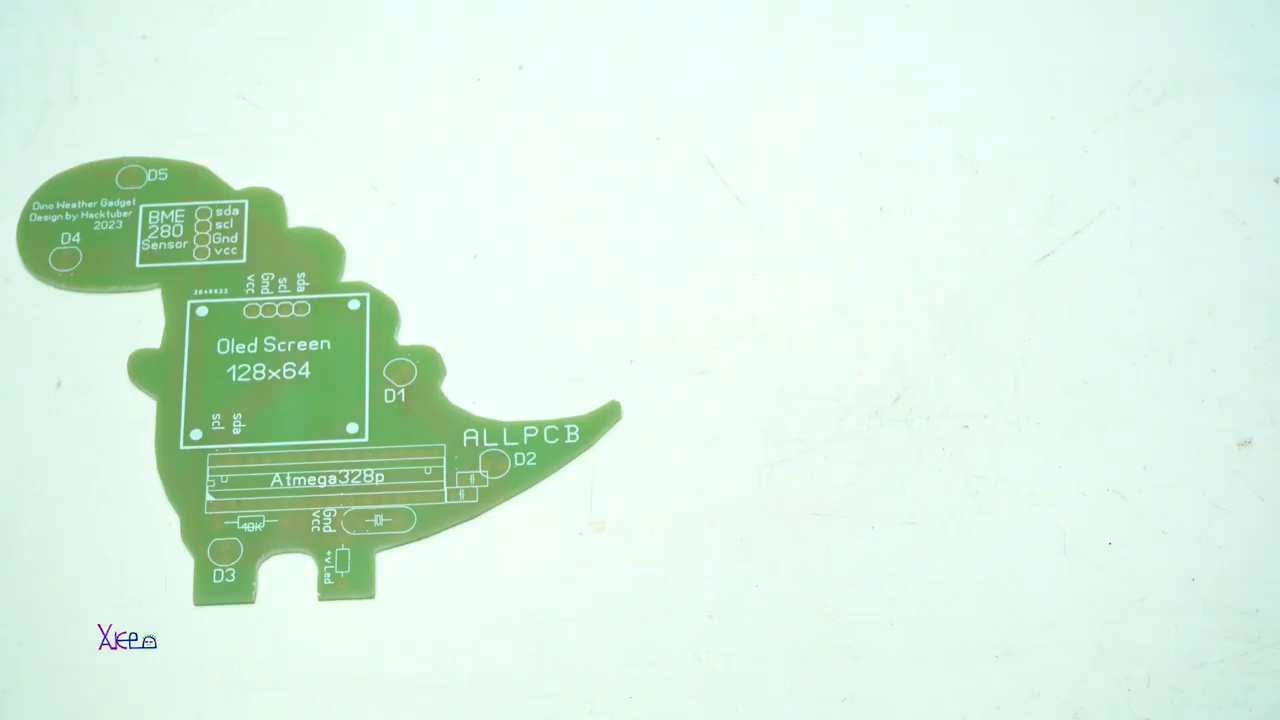 D5
Dino Weather Gadget
Design by Hacktuber
2023
BME
280
Sensor
sda
scl
Gnd
vcc
D4
vcc
Gnd
scl
sda
Oled Screen
128x64
scl
sda
D1
ALLPCB
D2
Atmega328p
10K
Gnd
vcc
+vLed
D3